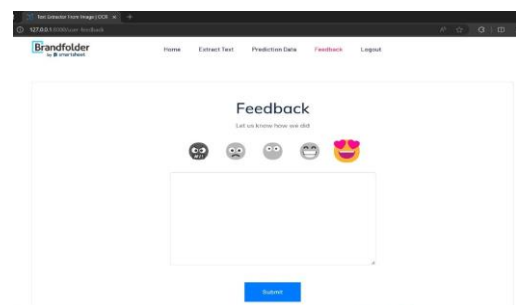 Text Extractor from Image | OCR
127.0.0.1:8000/user-feedback
Brandfolder
by smartsheet
Home Extract Text Prediction Data Feedback Logout
Feedback
Let us know how we did
Submit